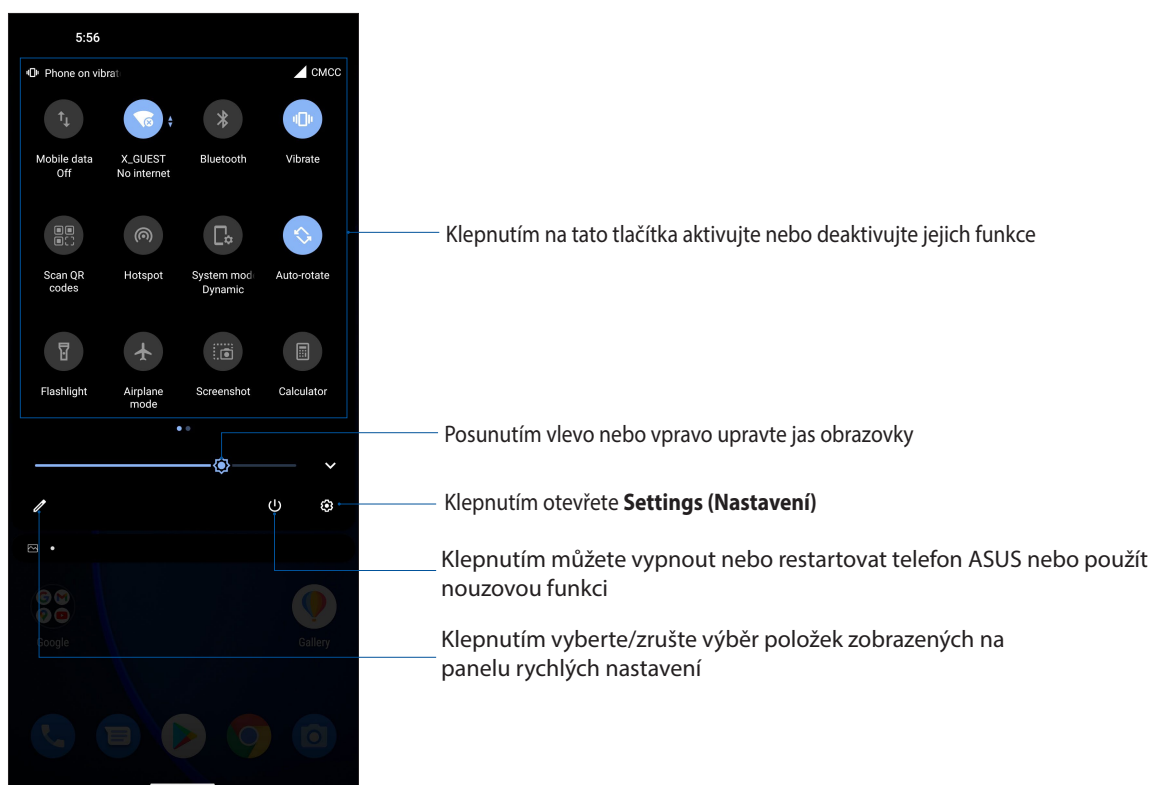 5:56
Phone on vibrat
CMCC
Mobile data
Off
X_GUEST
No internet
Bluetooth
Vibrate
Klepnutím na tato tlačítka aktivujte nebo deaktivujte jejich funkce
Scan QR
codes
Hotspot
System mod
Dynamic
Auto-rotate
Flashlight
Airplane
mode
Screenshot
Calculator
Posunutím vlevo nebo vpravo upravte jas obrazovky
Klepnutím otevřete Settings (Nastavení)
Klepnutím můžete vypnout nebo restartovat telefon ASUS nebo použít
nouzovou funkci
Google
Gallery
Klepnutím vyberte/zrušte výběr položek zobrazených na
panelu rychlých nastavení